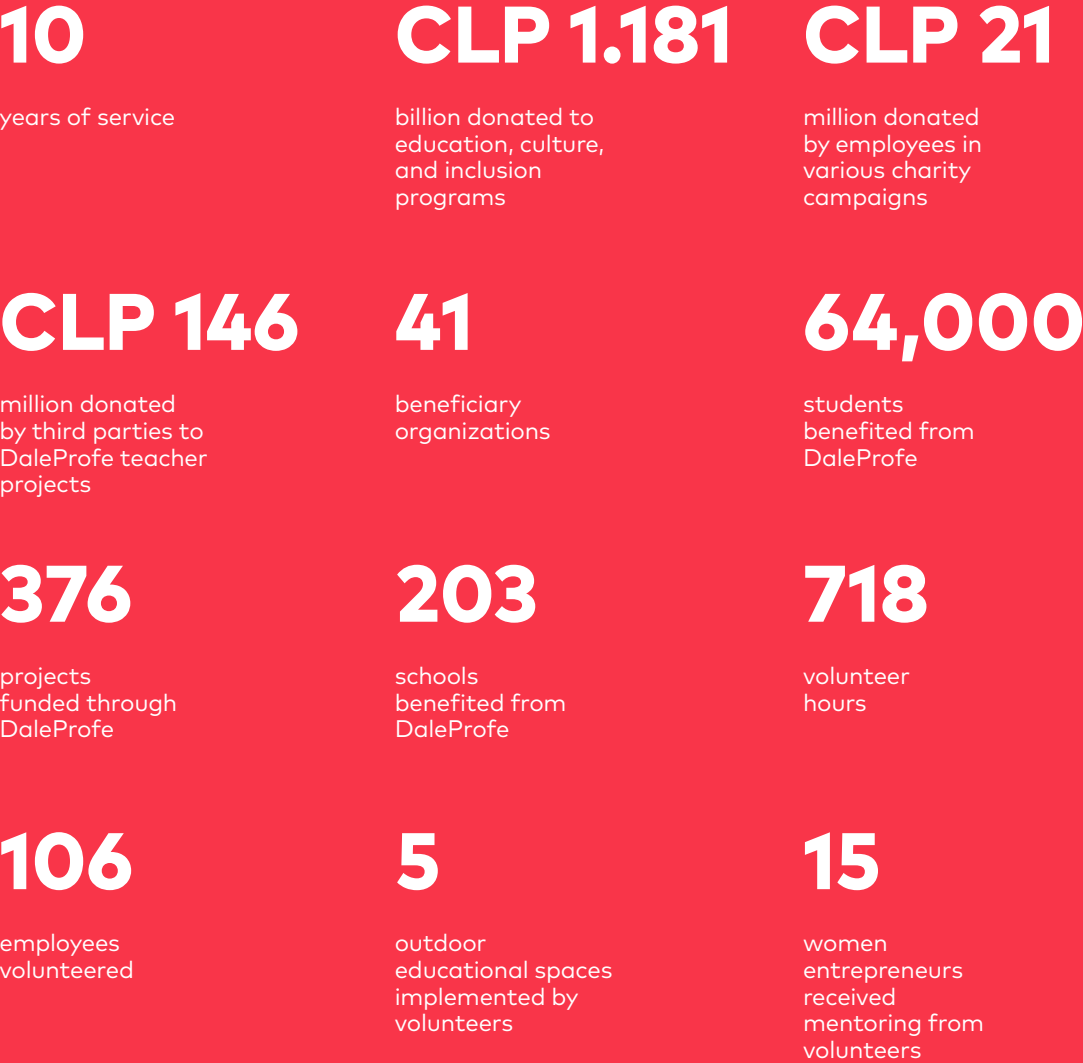 10
years of service
CLP 1.181
billion donated to
education, culture,
and inclusion
programs
CLP 21
million donated
by employees in
various charity
campaigns
CLP 146
million donated
by third parties to
DaleProfe teacher
projects
41
beneficiary
organizations
64,000
students
benefited from
DaleProfe
376
projects
funded through
DaleProfe
203
schools
benefited from
DaleProfe
718
volunteer
hours
106
employees
volunteered
5
outdoor
educational spaces
implemented by
volunteers
15
women
entrepreneurs
received
mentoring from
volunteers